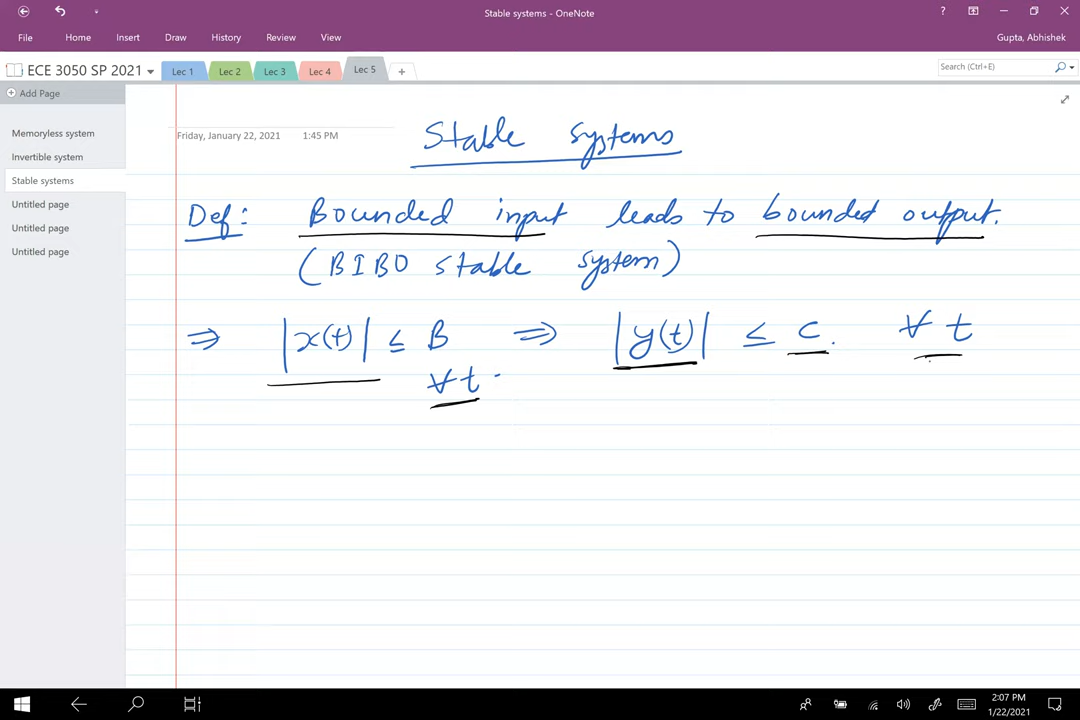 Stable systems - OneNote
?
File Home Insert Draw History Review View
Gupta, Abhishek
ECE 3050 SP 2021
Lec 1 Lec 2 Lec 3 Lec 4 Lec 5 +
Search (Ctrl+E)
Add Page
Memoryless system
Invertible system
Stable systems
Untitled page
Untitled page
Untitled page
Friday, January 22, 2021 1:45 PM
Stable systems
Def: Bounded input leads to bounded output.
(BIBO stable system)
⇒ |x(t)| ≤ B ⇒ |y(t)| ≤ C. ∀ t
∀ t.
2:07 PM
1/22/2021